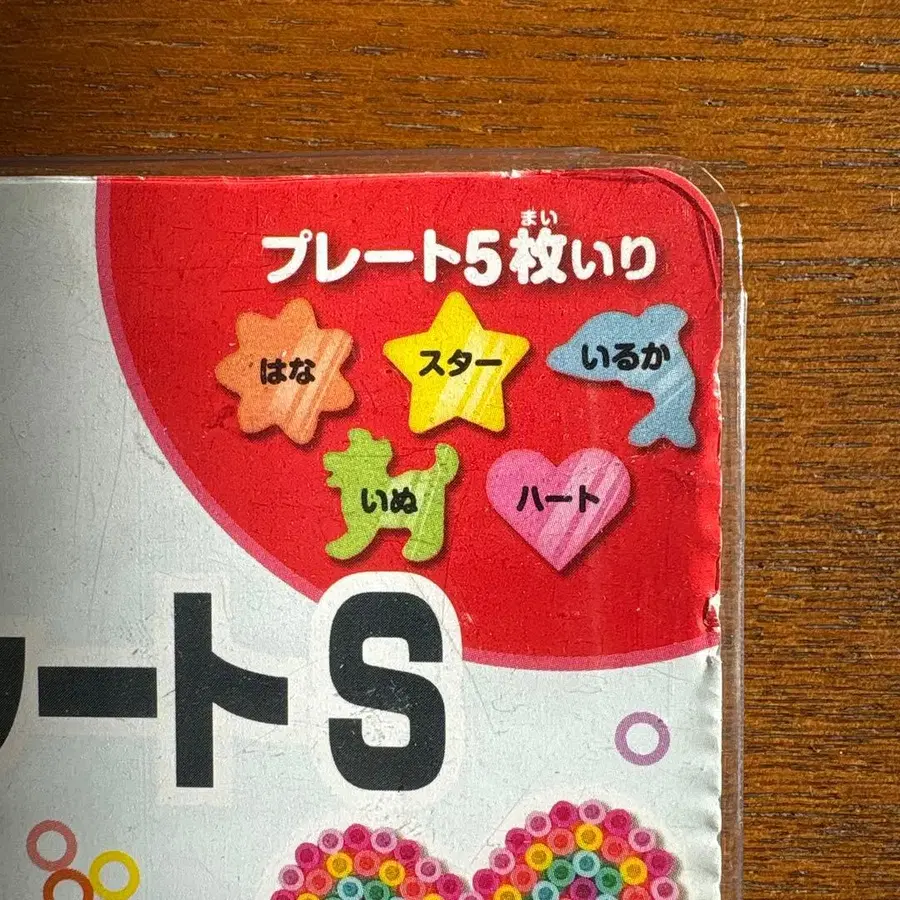 まい
プレート5枚いり
はな
スター
いるか
いぬ
ハート
ートS